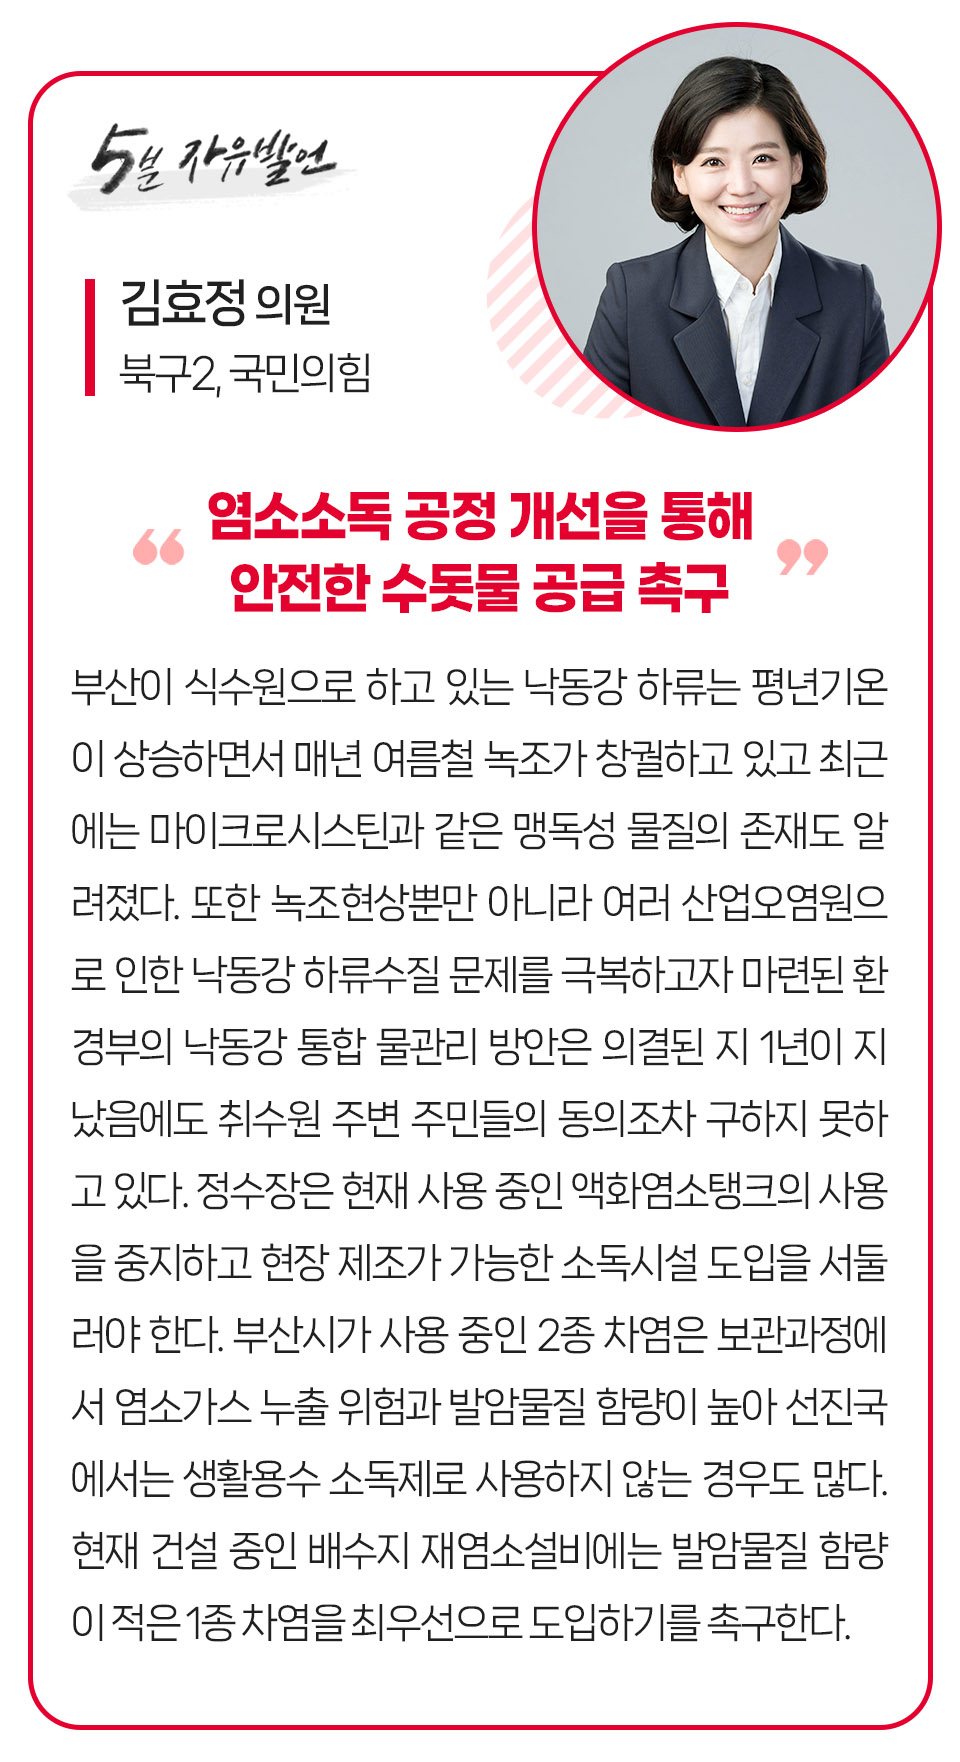 5분 자유발언
김효정 의원
북구2, 국민의힘
“ 염소소독 공정 개선을 통해
안전한 수돗물 공급 촉구 ”
부산이 식수원으로 하고 있는 낙동강 하류는 평년기온
이 상승하면서 매년 여름철 녹조가 창궐하고 있고 최근
에는 마이크로시스틴과 같은 맹독성 물질의 존재도 알
려졌다. 또한 녹조현상뿐만 아니라 여러 산업오염원으
로 인한 낙동강 하류수질 문제를 극복하고자 마련된 환
경부의 낙동강 통합 물관리 방안은 의결된 지 1년이 지
났음에도 취수원 주변 주민들의 동의조차 구하지 못하
고 있다. 정수장은 현재 사용 중인 액화염소탱크의 사용
을 중지하고 현장 제조가 가능한 소독시설 도입을 서둘
러야 한다. 부산시가 사용 중인 2종 차염은 보관과정에
서 염소가스 누출 위험과 발암물질 함량이 높아 선진국
에서는 생활용수 소독제로 사용하지 않는 경우도 많다.
현재 건설 중인 배수지 재염소설비에는 발암물질 함량
이 적은 1종 차염을 최우선으로 도입하기를 촉구한다.